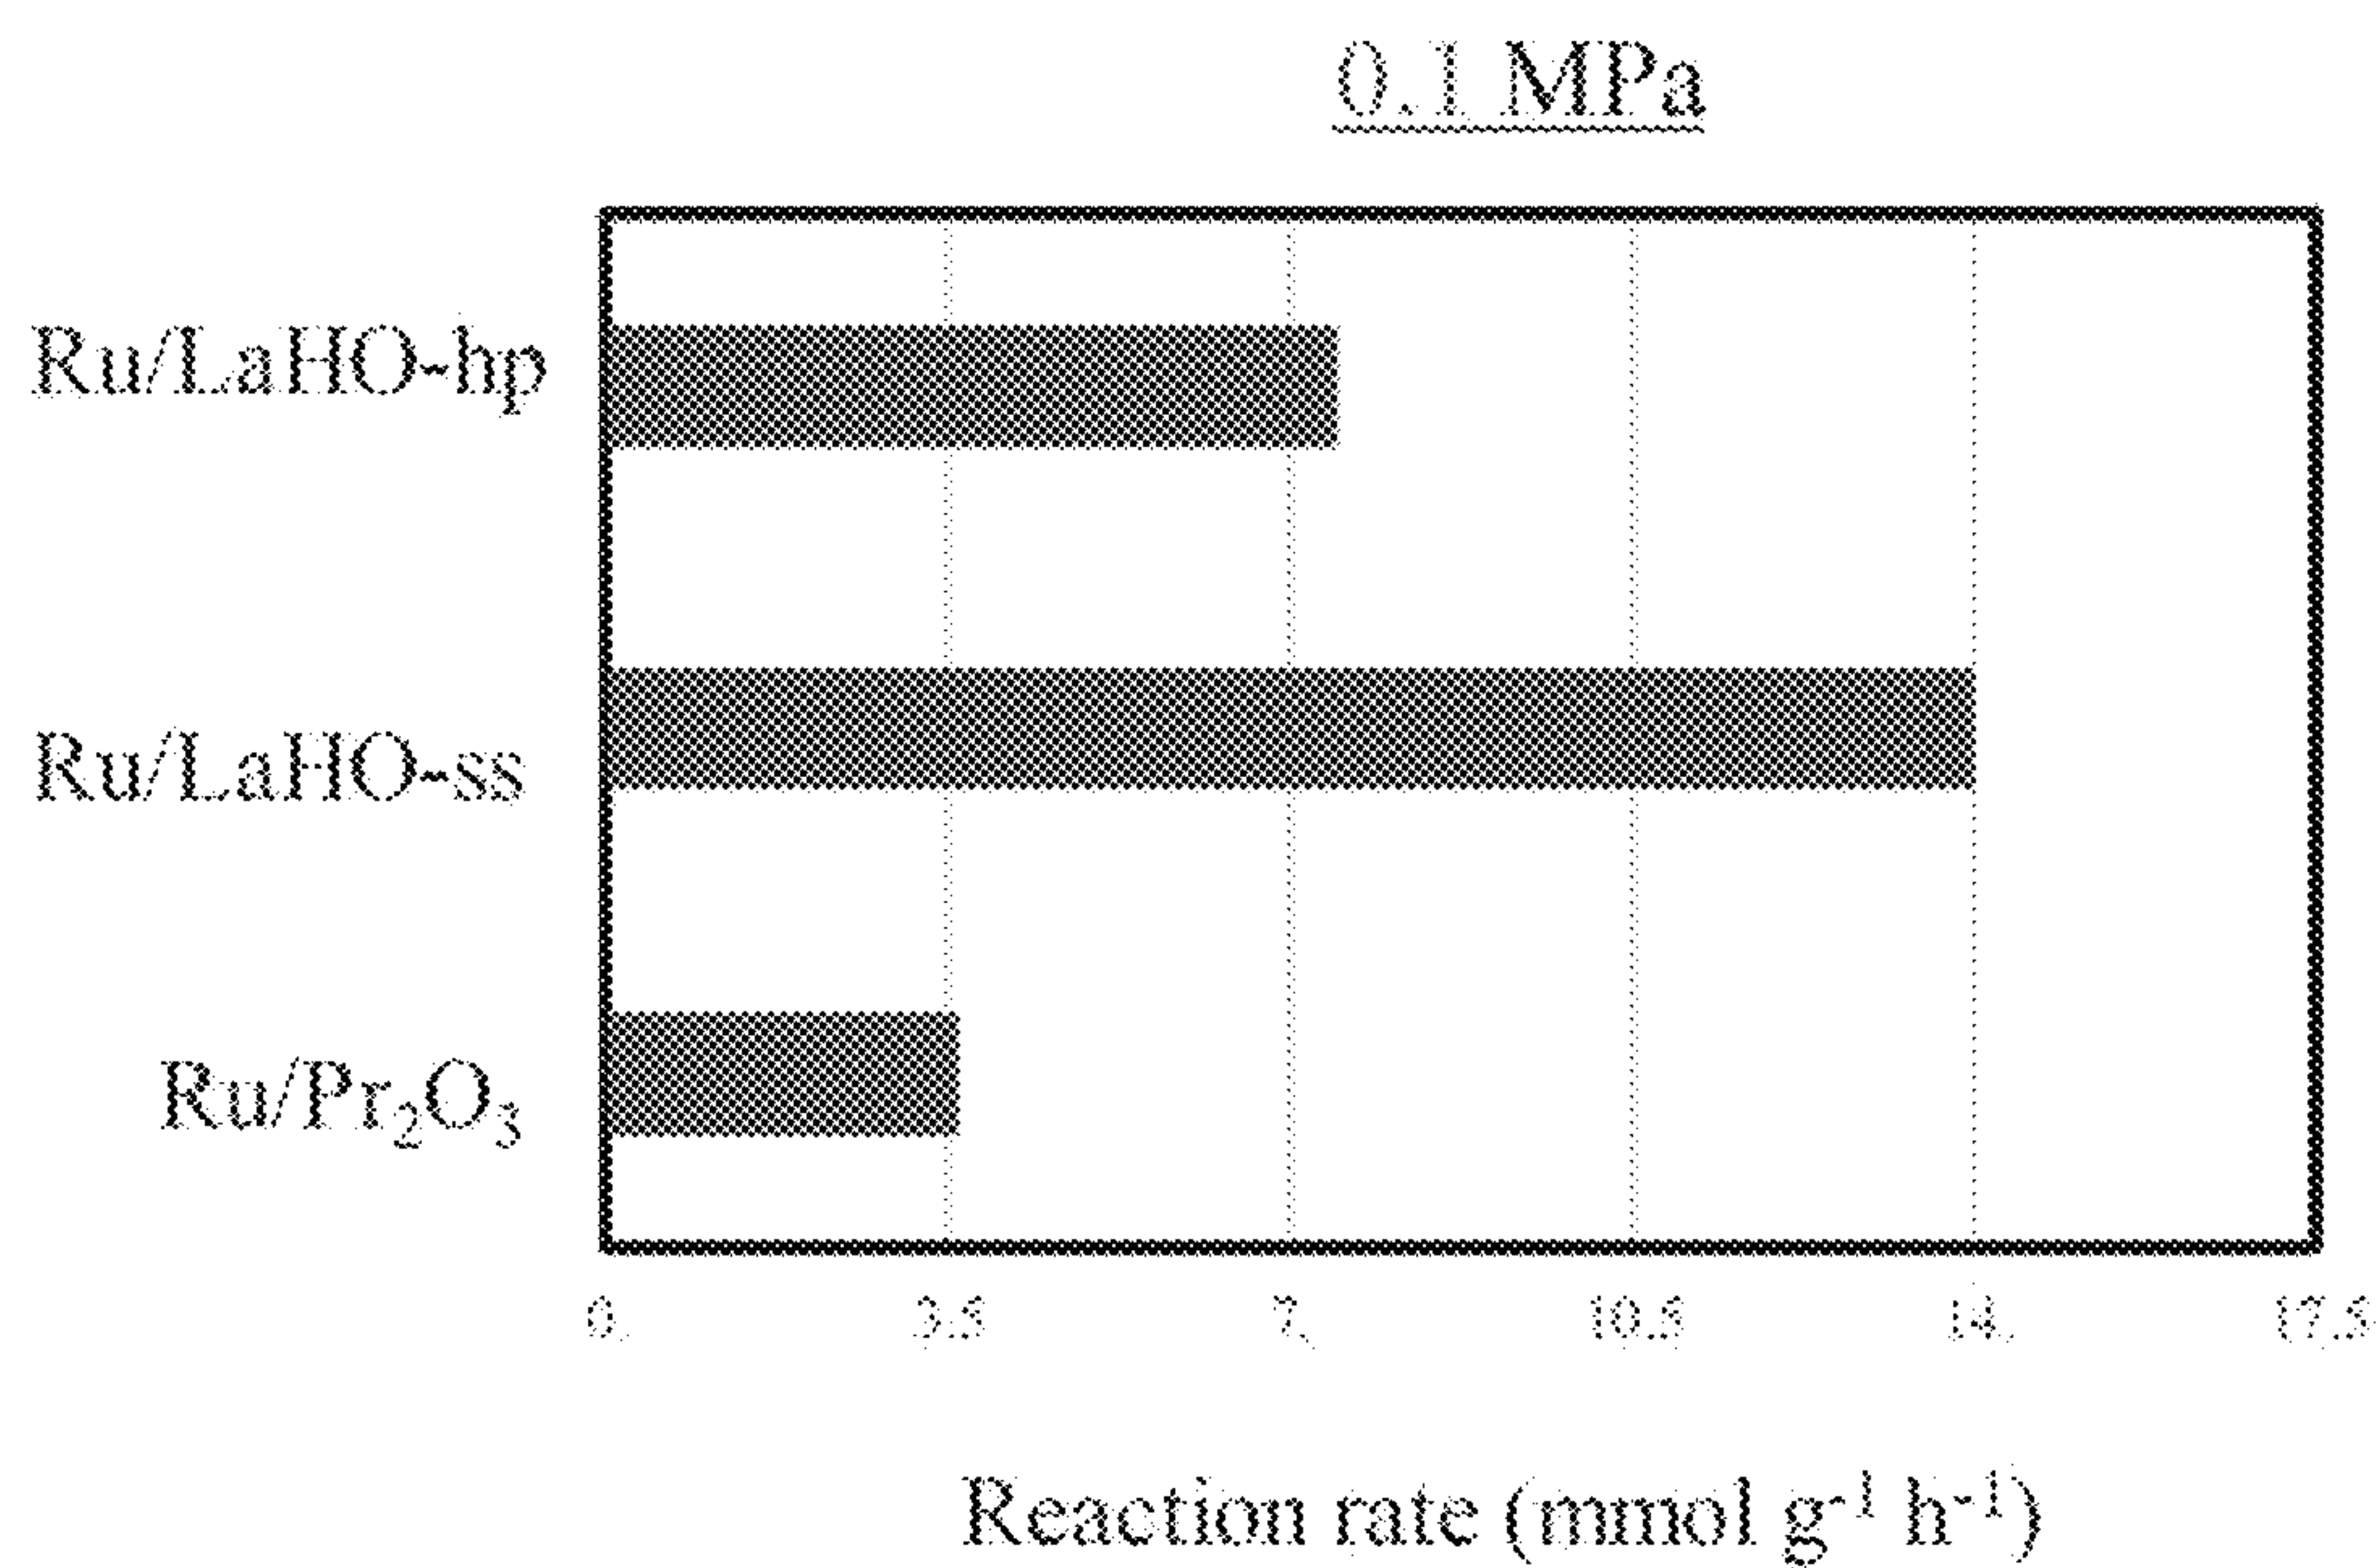 0.1 MPa
Ru/LaHO-hp
Ru/LaHO-ss
Ru/Pr₂O₃
0 3.5 7 10.5 14 17.5
Reaction rate (mmol g⁻¹ h⁻¹)